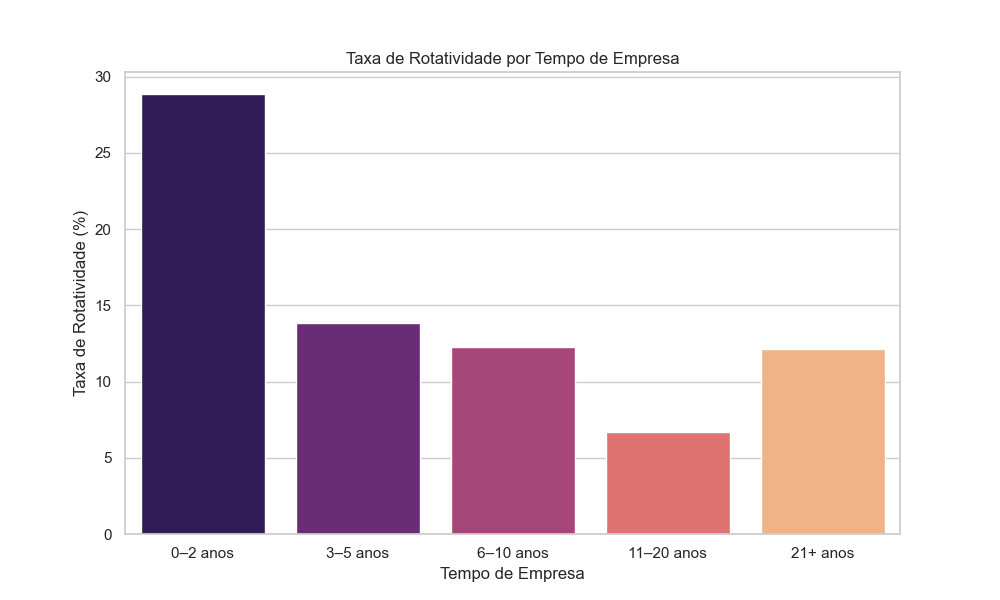 Taxa de Rotatividade por Tempo de Empresa
Taxa de Rotatividade (%)
30
25
20
15
10
5
0
0–2 anos
3–5 anos
6–10 anos
11–20 anos
21+ anos
Tempo de Empresa